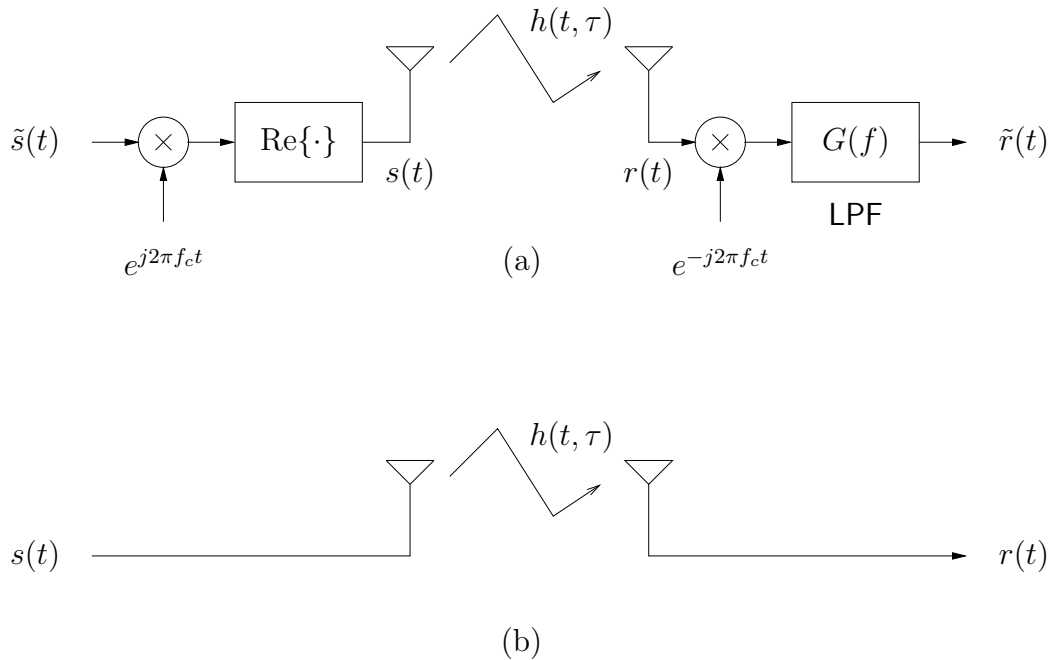 h(t, τ)
s̃(t) × Re{·} s(t) r(t) × G(f) r̃(t)
LPF
e^{j2πf_c t} (a) e^{−j2πf_c t}
h(t, τ)
s(t) r(t)
(b)